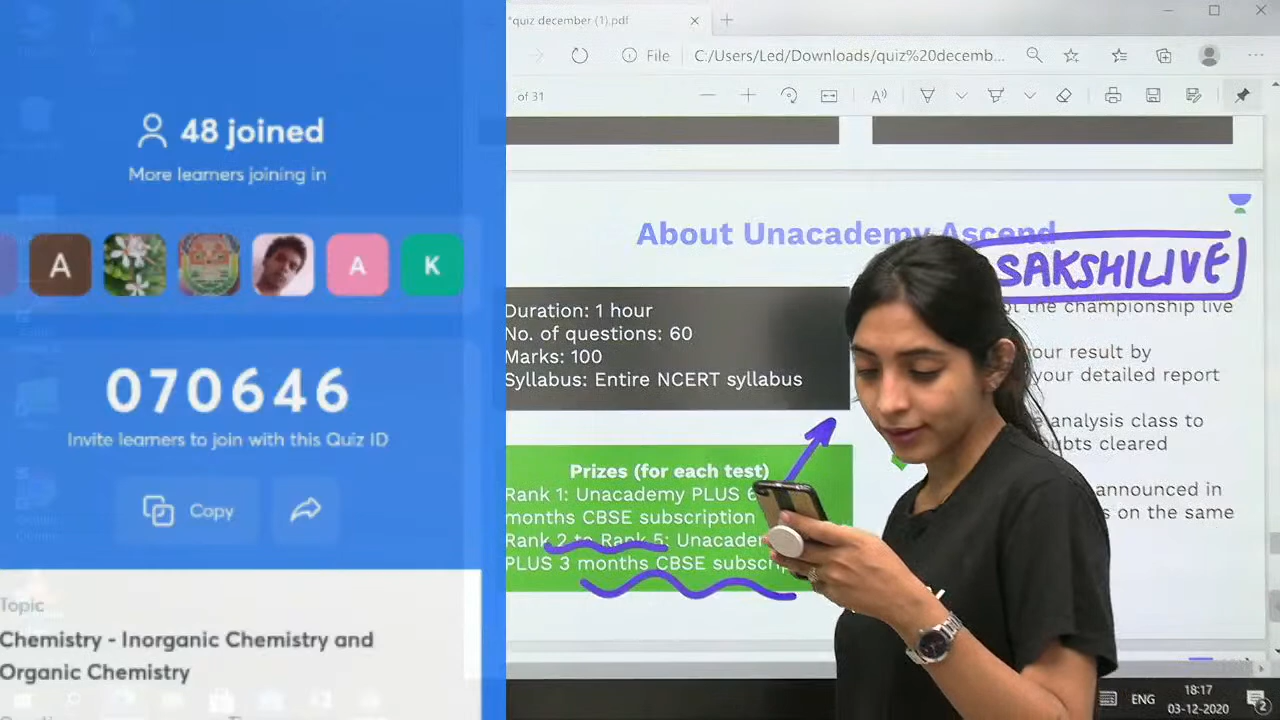 48 joined
More learners joining in
A
A
K
070646
Invite learners to join with this Quiz ID
Copy
Topic
Chemistry - Inorganic Chemistry and
Organic Chemistry
*quiz december (1).pdf
File
C:/Users/Led/Downloads/quiz%20decemb...
of 31
About Unacademy Ascend
SAKSHILIVE
Duration: 1 hour
No. of questions: 60
Marks: 100
Syllabus: Entire NCERT syllabus
Prizes (for each test)
Rank 1: Unacademy PLUS 6
months CBSE subscription
Rank 2 to Rank 5:
PLUS 3 months CBSE
the championship live
your result by
your detailed report
analysis class to
cleared
announced in
on the same
ENG
18:17
03-12-2020
2